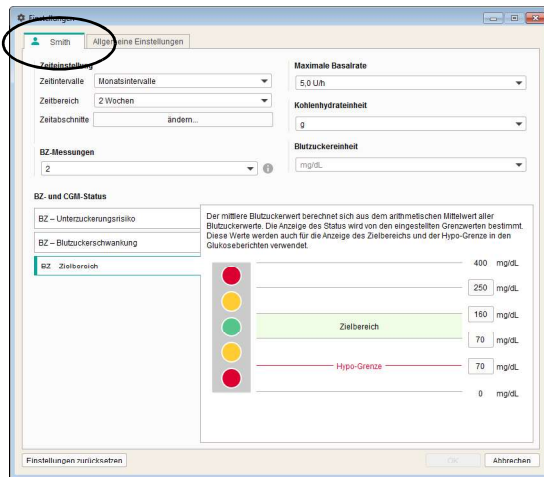 Einstellungen
Smith
Allgemeine Einstellungen
Zeiteinstellung
Zeitintervalle
Monatsintervalle
Zeitbereich
2 Wochen
Zeitabschnitte
ändern...
BZ-Messungen
2
Maximale Basalrate
5,0 U/h
Kohlenhydrateinheit
g
Blutzuckereinheit
mg/dL
BZ- und CGM-Status
BZ – Unterzuckerungsrisiko
BZ – Blutzuckerschwankung
BZ – Zielbereich
Der mittlere Blutzuckerwert berechnet sich aus dem arithmetischen Mittelwert aller
Blutzuckerwerte. Die Anzeige des Status wird von den eingestellten Grenzwerten bestimmt.
Diese Werte werden auch für die Anzeige des Zielbereichs und der Hypo-Grenze in den
Glukoseberichten verwendet.
400 mg/dL
250 mg/dL
160 mg/dL
Zielbereich
70 mg/dL
Hypo-Grenze
70 mg/dL
0 mg/dL
Einstellungen zurücksetzen
OK
Abbrechen